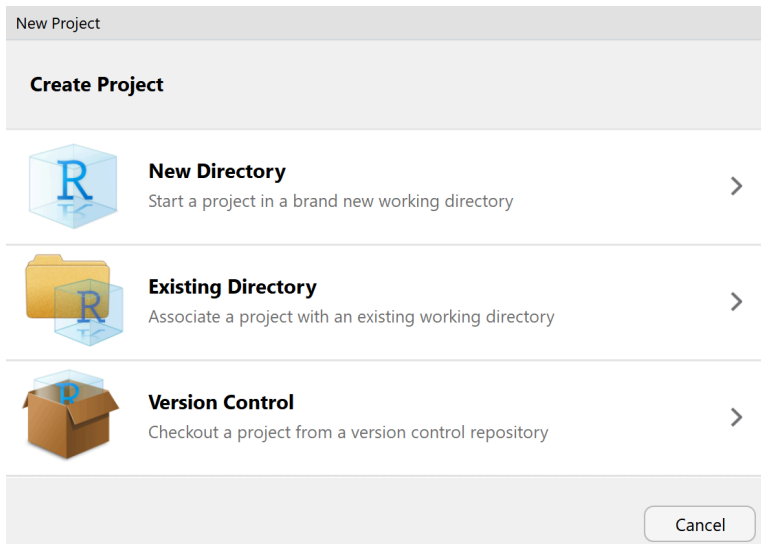 New Project
Create Project
R
New Directory
Start a project in a brand new working directory
R
Existing Directory
Associate a project with an existing working directory
R
Version Control
Checkout a project from a version control repository
Cancel